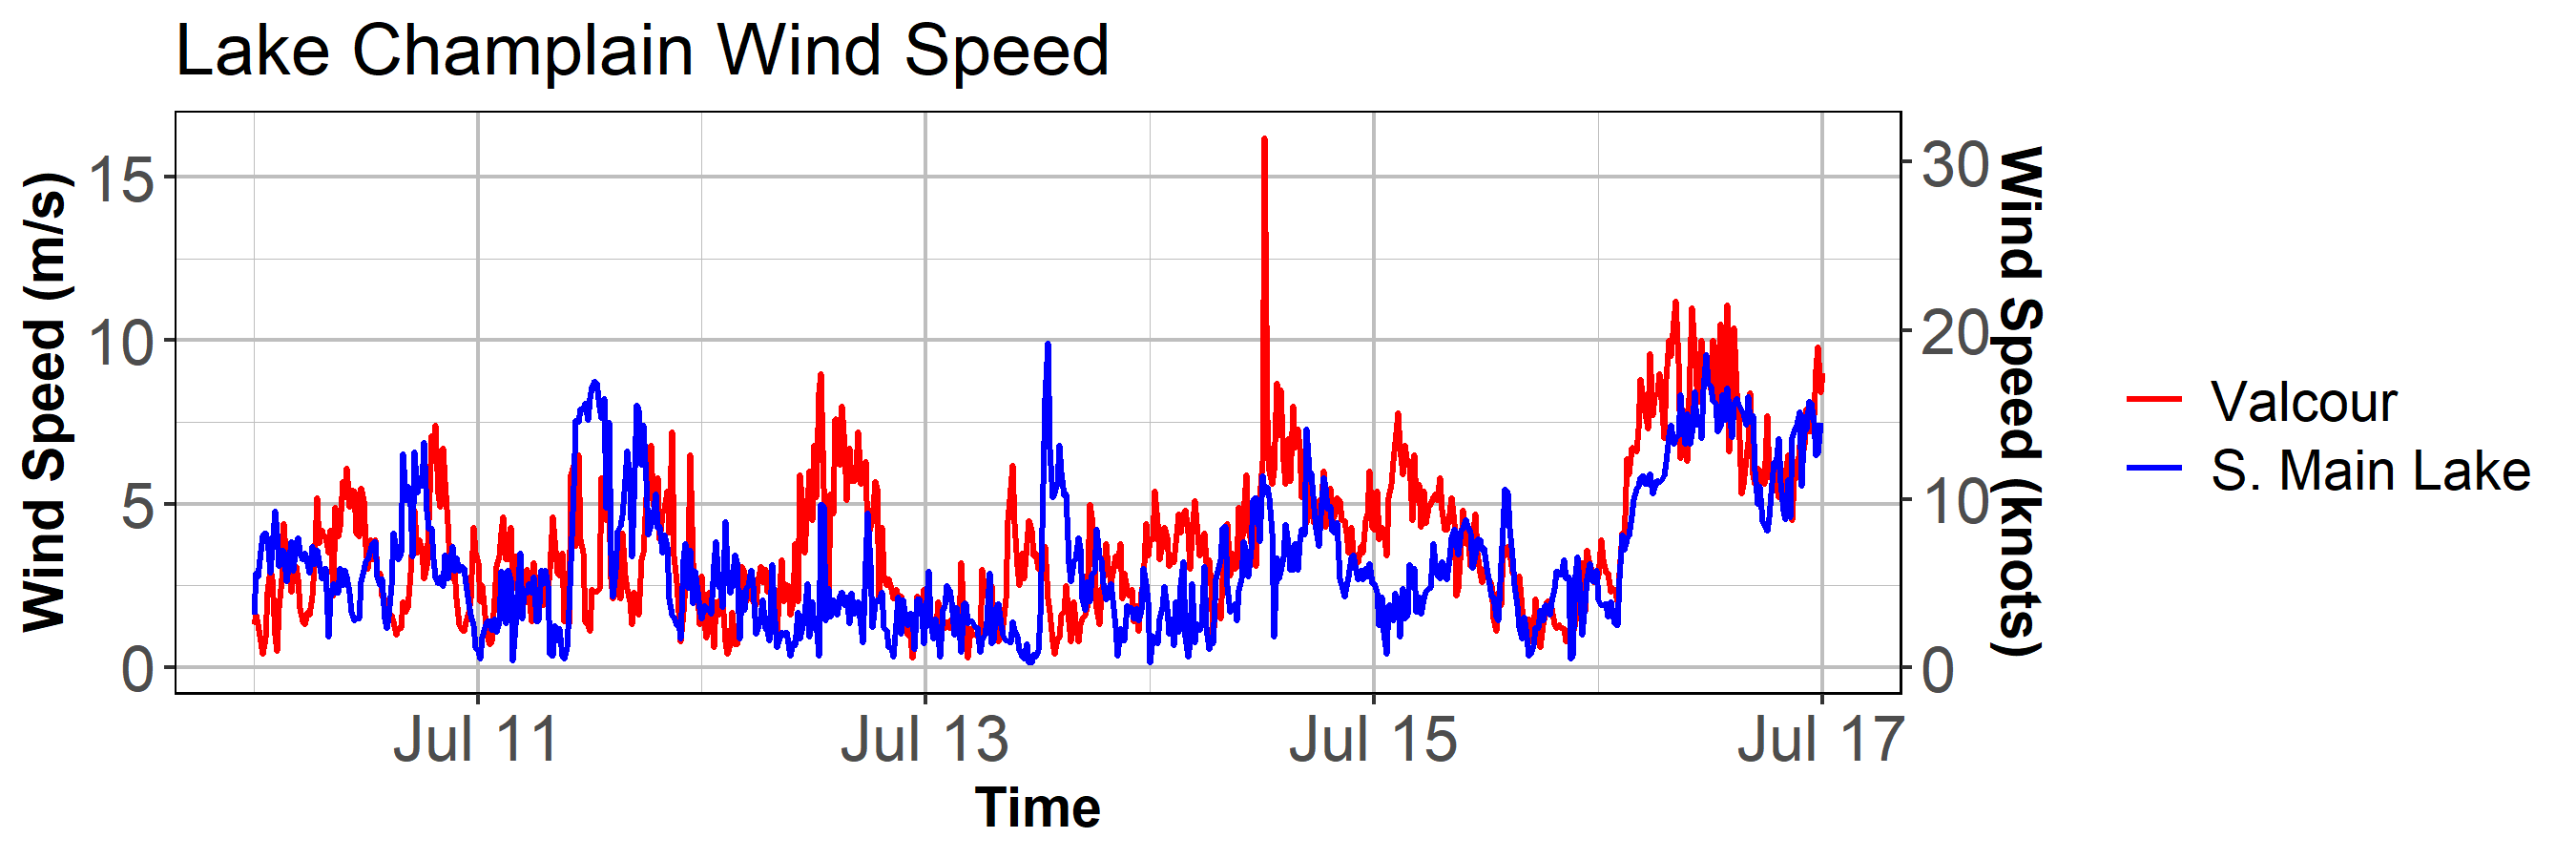 Lake Champlain Wind Speed
Wind Speed (m/s)
15
10
5
0
30
20
10
0
Wind Speed (knots)
Jul 11
Jul 13
Jul 15
Jul 17
Time
Valcour
S. Main Lake